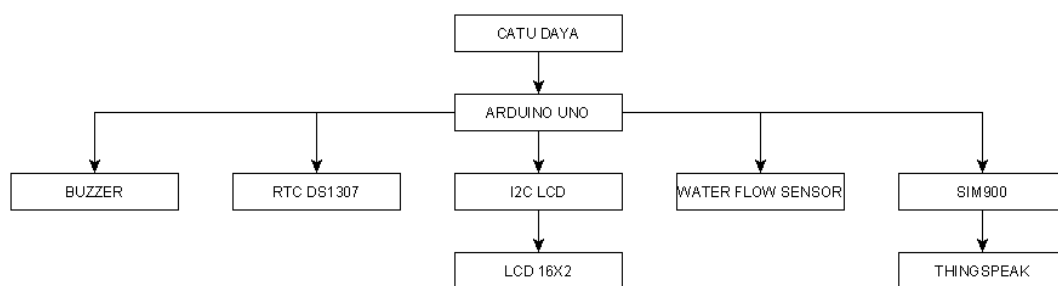 CATU DAYA
ARDUINO UNO
BUZZER
RTC DS1307
I2C LCD
WATER FLOW SENSOR
SIM900
LCD 16X2
THINGSPEAK